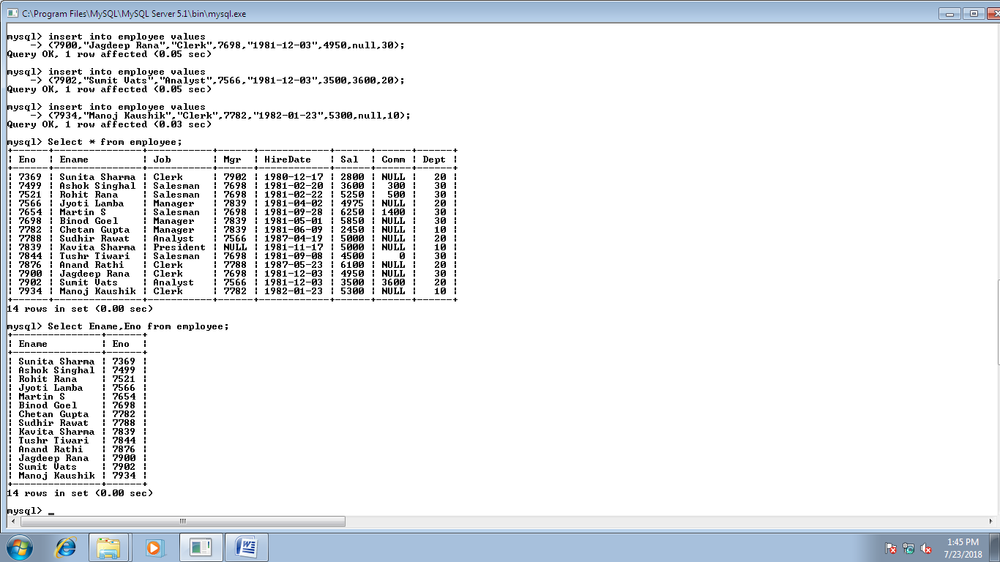 C:\Program Files\MySQL\MySQL Server 5.1\bin\mysql.exe
mysql> insert into employee values
    -> (7900,"Jagdeep Rana","Clerk",7698,"1981-12-03",4950,null,30);
Query OK, 1 row affected (0.05 sec)
mysql> insert into employee values
    -> (7902,"Sumit Vats","Analyst",7566,"1981-12-03",3500,3600,20);
Query OK, 1 row affected (0.05 sec)
mysql> insert into employee values
    -> (7934,"Manoj Kaushik","Clerk",7782,"1982-01-23",5300,null,10);
Query OK, 1 row affected (0.03 sec)
mysql> Select * from employee;
+------+---------------+-----------+------+------------+------+------+------+
| Eno  | Ename         | Job       | Mgr  | HireDate   | Sal  | Comm | Dept |
+------+---------------+-----------+------+------------+------+------+------+
| 7369 | Sunita Sharma | Clerk     | 7902 | 1980-12-17 | 2800 | NULL |   20 |
| 7499 | Ashok Singhal | Salesman  | 7698 | 1981-02-20 | 3600 |  300 |   30 |
| 7521 | Rohit Rana    | Salesman  | 7698 | 1981-02-22 | 5250 |  500 |   30 |
| 7566 | Jyoti Lamba   | Manager   | 7839 | 1981-04-02 | 4975 | NULL |   20 |
| 7654 | Martin S      | Salesman  | 7698 | 1981-09-28 | 6250 | 1400 |   30 |
| 7698 | Binod Goel    | Manager   | 7839 | 1981-05-01 | 5850 | NULL |   30 |
| 7782 | Chetan Gupta  | Manager   | 7839 | 1981-06-09 | 2450 | NULL |   10 |
| 7788 | Sudhir Rawat  | Analyst   | 7566 | 1987-04-19 | 5000 | NULL |   20 |
| 7839 | Kavita Sharma | President | NULL | 1981-11-17 | 5000 | NULL |   10 |
| 7844 | Tushr Tiwari  | Salesman  | 7698 | 1981-09-08 | 4500 |    0 |   30 |
| 7876 | Anand Rathi   | Clerk     | 7788 | 1987-05-23 | 6100 | NULL |   20 |
| 7900 | Jagdeep Rana  | Clerk     | 7698 | 1981-12-03 | 4950 | NULL |   30 |
| 7902 | Sumit Vats    | Analyst   | 7566 | 1981-12-03 | 3500 | 3600 |   20 |
| 7934 | Manoj Kaushik | Clerk     | 7782 | 1982-01-23 | 5300 | NULL |   10 |
+------+---------------+-----------+------+------------+------+------+------+
14 rows in set (0.00 sec)
mysql> Select Ename,Eno from employee;
+---------------+------+
| Ename         | Eno  |
+---------------+------+
| Sunita Sharma | 7369 |
| Ashok Singhal | 7499 |
| Rohit Rana    | 7521 |
| Jyoti Lamba   | 7566 |
| Martin S      | 7654 |
| Binod Goel    | 7698 |
| Chetan Gupta  | 7782 |
| Sudhir Rawat  | 7788 |
| Kavita Sharma | 7839 |
| Tushr Tiwari  | 7844 |
| Anand Rathi   | 7876 |
| Jagdeep Rana  | 7900 |
| Sumit Vats    | 7902 |
| Manoj Kaushik | 7934 |
+---------------+------+
14 rows in set (0.00 sec)
mysql> _
1:45 PM
7/23/2018